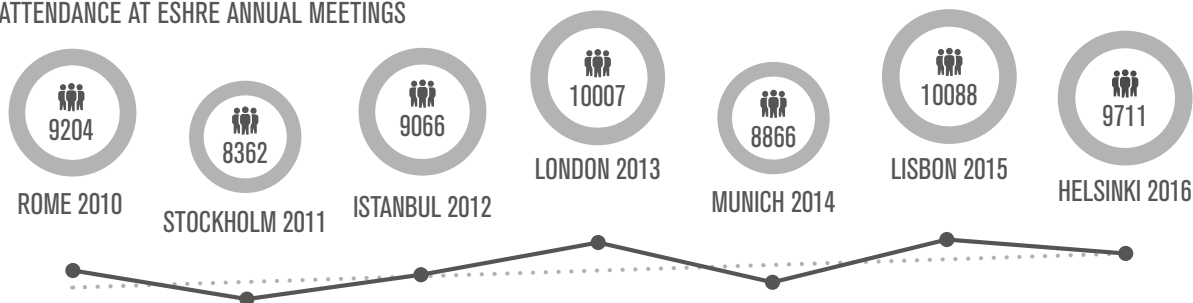 ATTENDANCE AT ESHRE ANNUAL MEETINGS
9204
ROME 2010
8362
STOCKHOLM 2011
9066
ISTANBUL 2012
10007
LONDON 2013
8866
MUNICH 2014
10088
LISBON 2015
9711
HELSINKI 2016